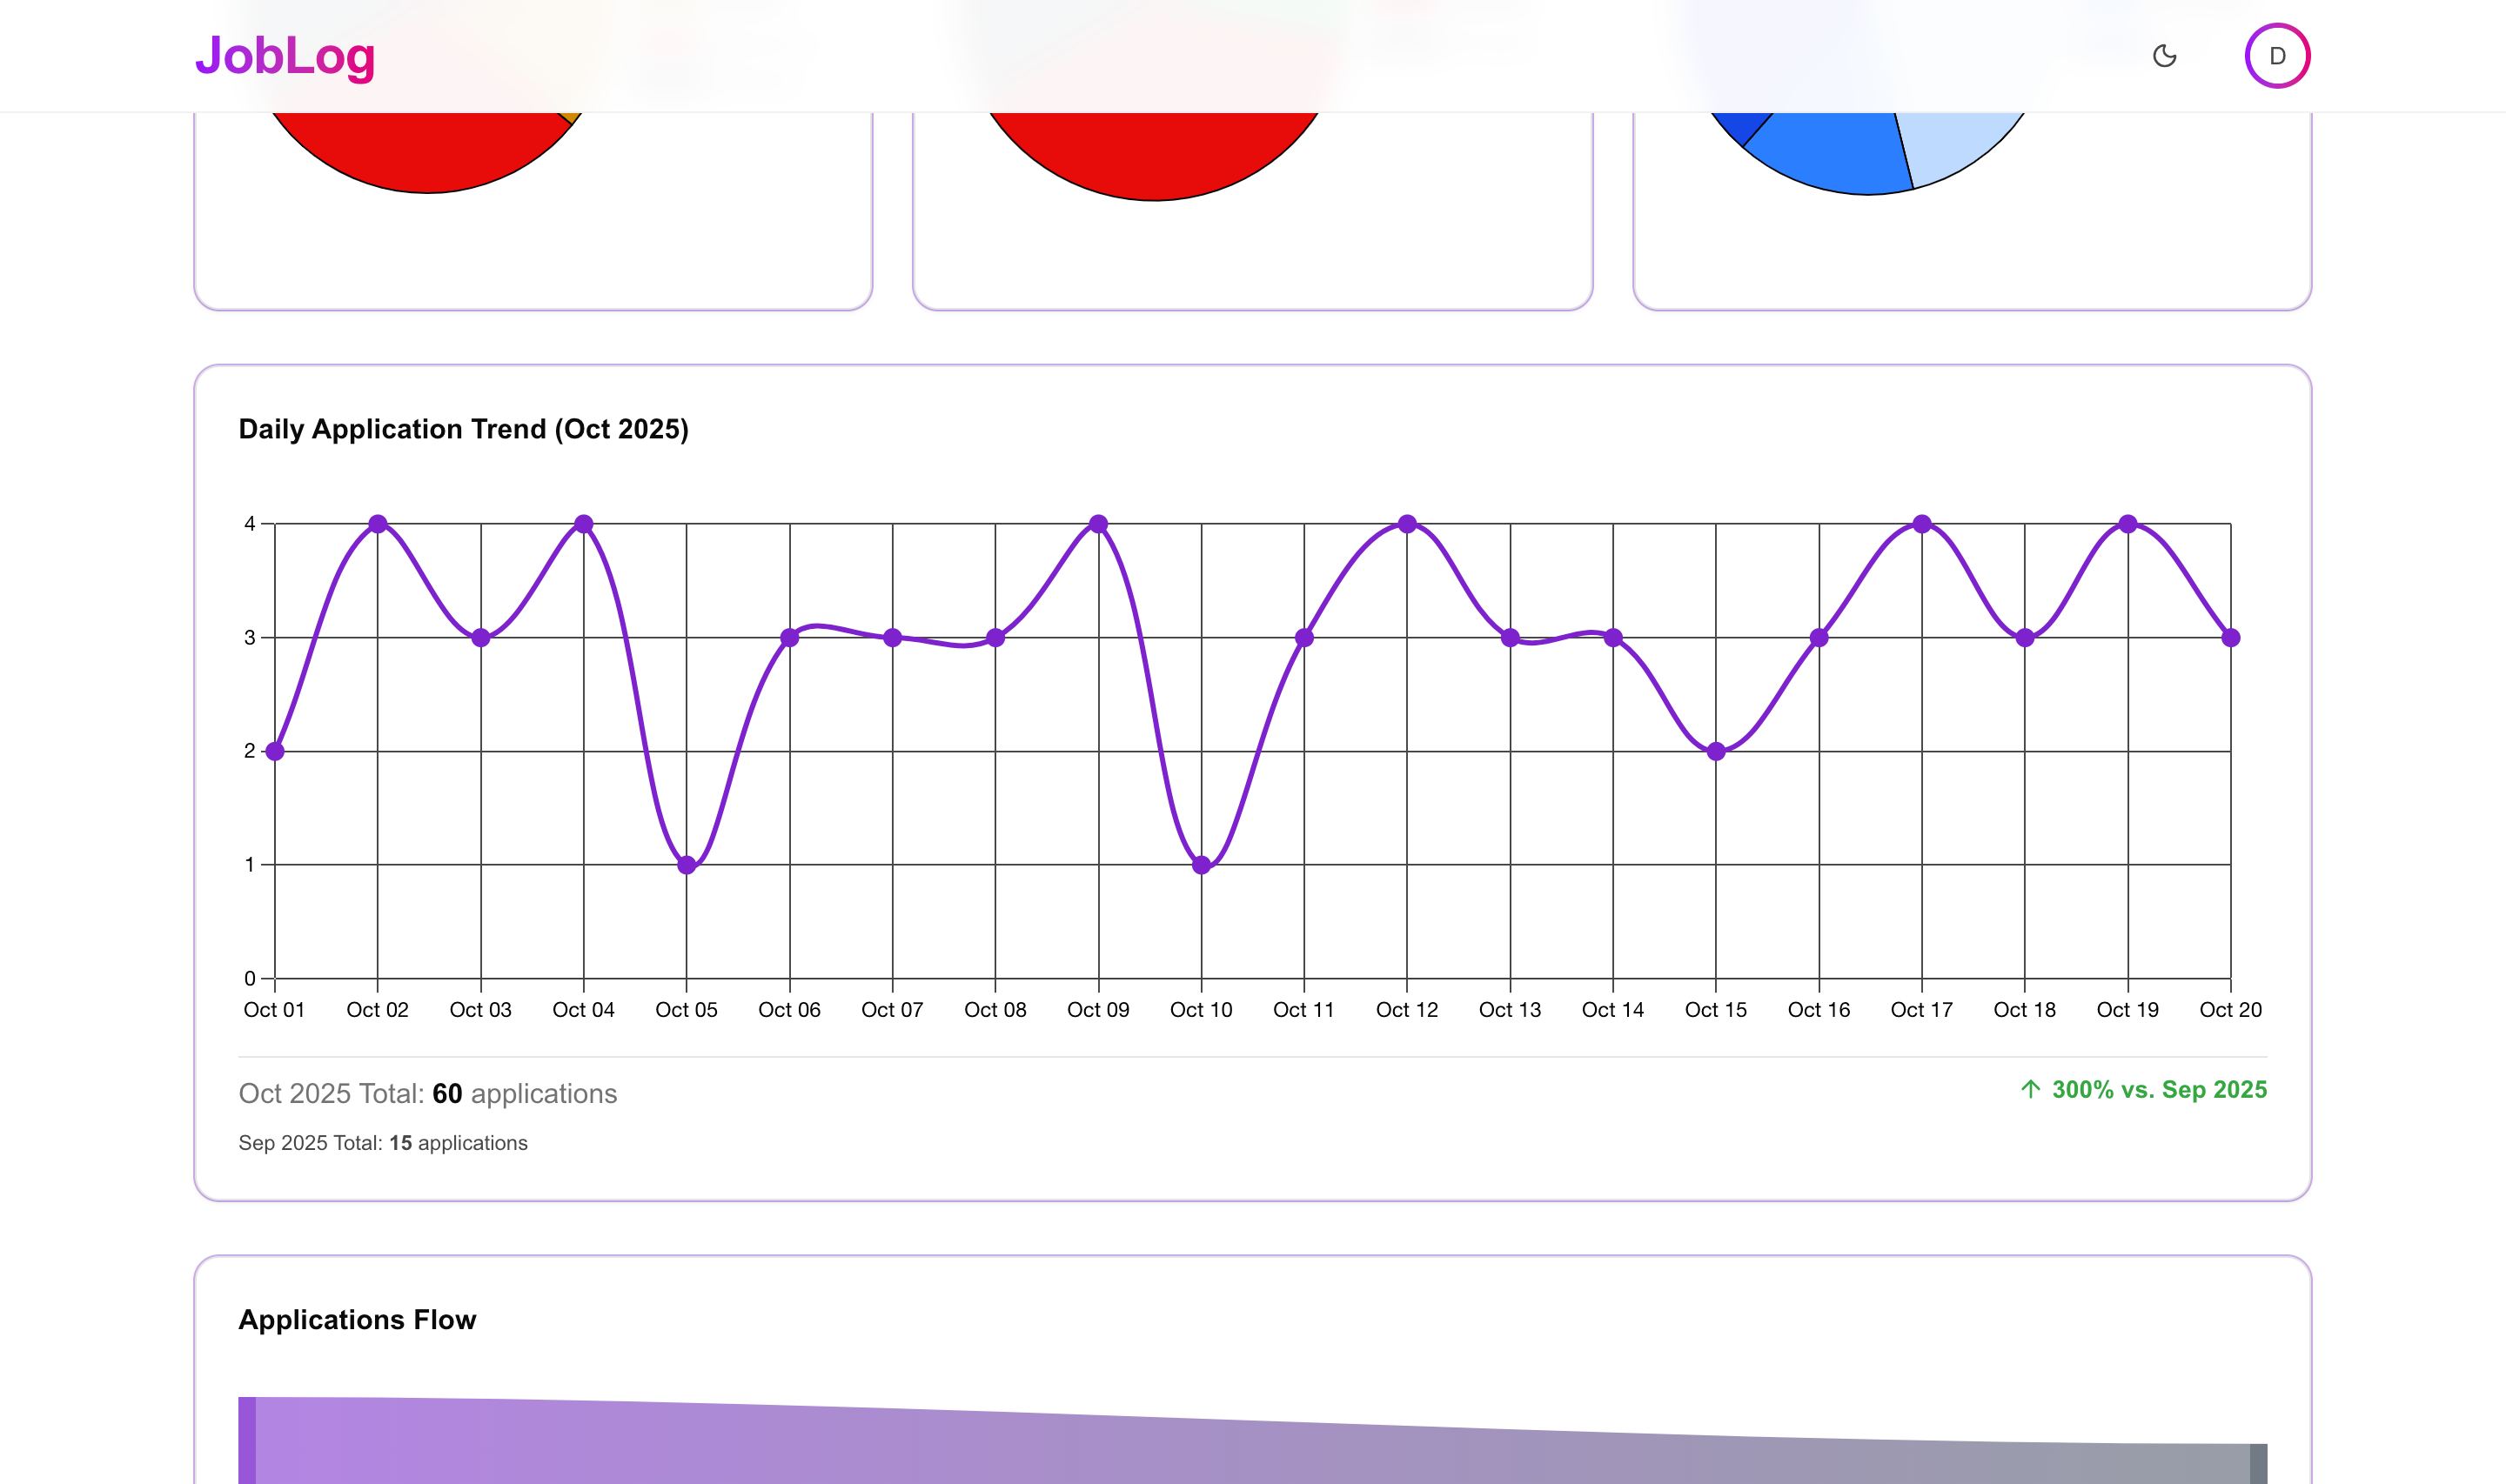 JobLog
D
Daily Application Trend (Oct 2025)
4
3
2
1
0
Oct 01 Oct 02 Oct 03 Oct 04 Oct 05 Oct 06 Oct 07 Oct 08 Oct 09 Oct 10 Oct 11 Oct 12 Oct 13 Oct 14 Oct 15 Oct 16 Oct 17 Oct 18 Oct 19 Oct 20
Oct 2025 Total: 60 applications
↑ 300% vs. Sep 2025
Sep 2025 Total: 15 applications
Applications Flow